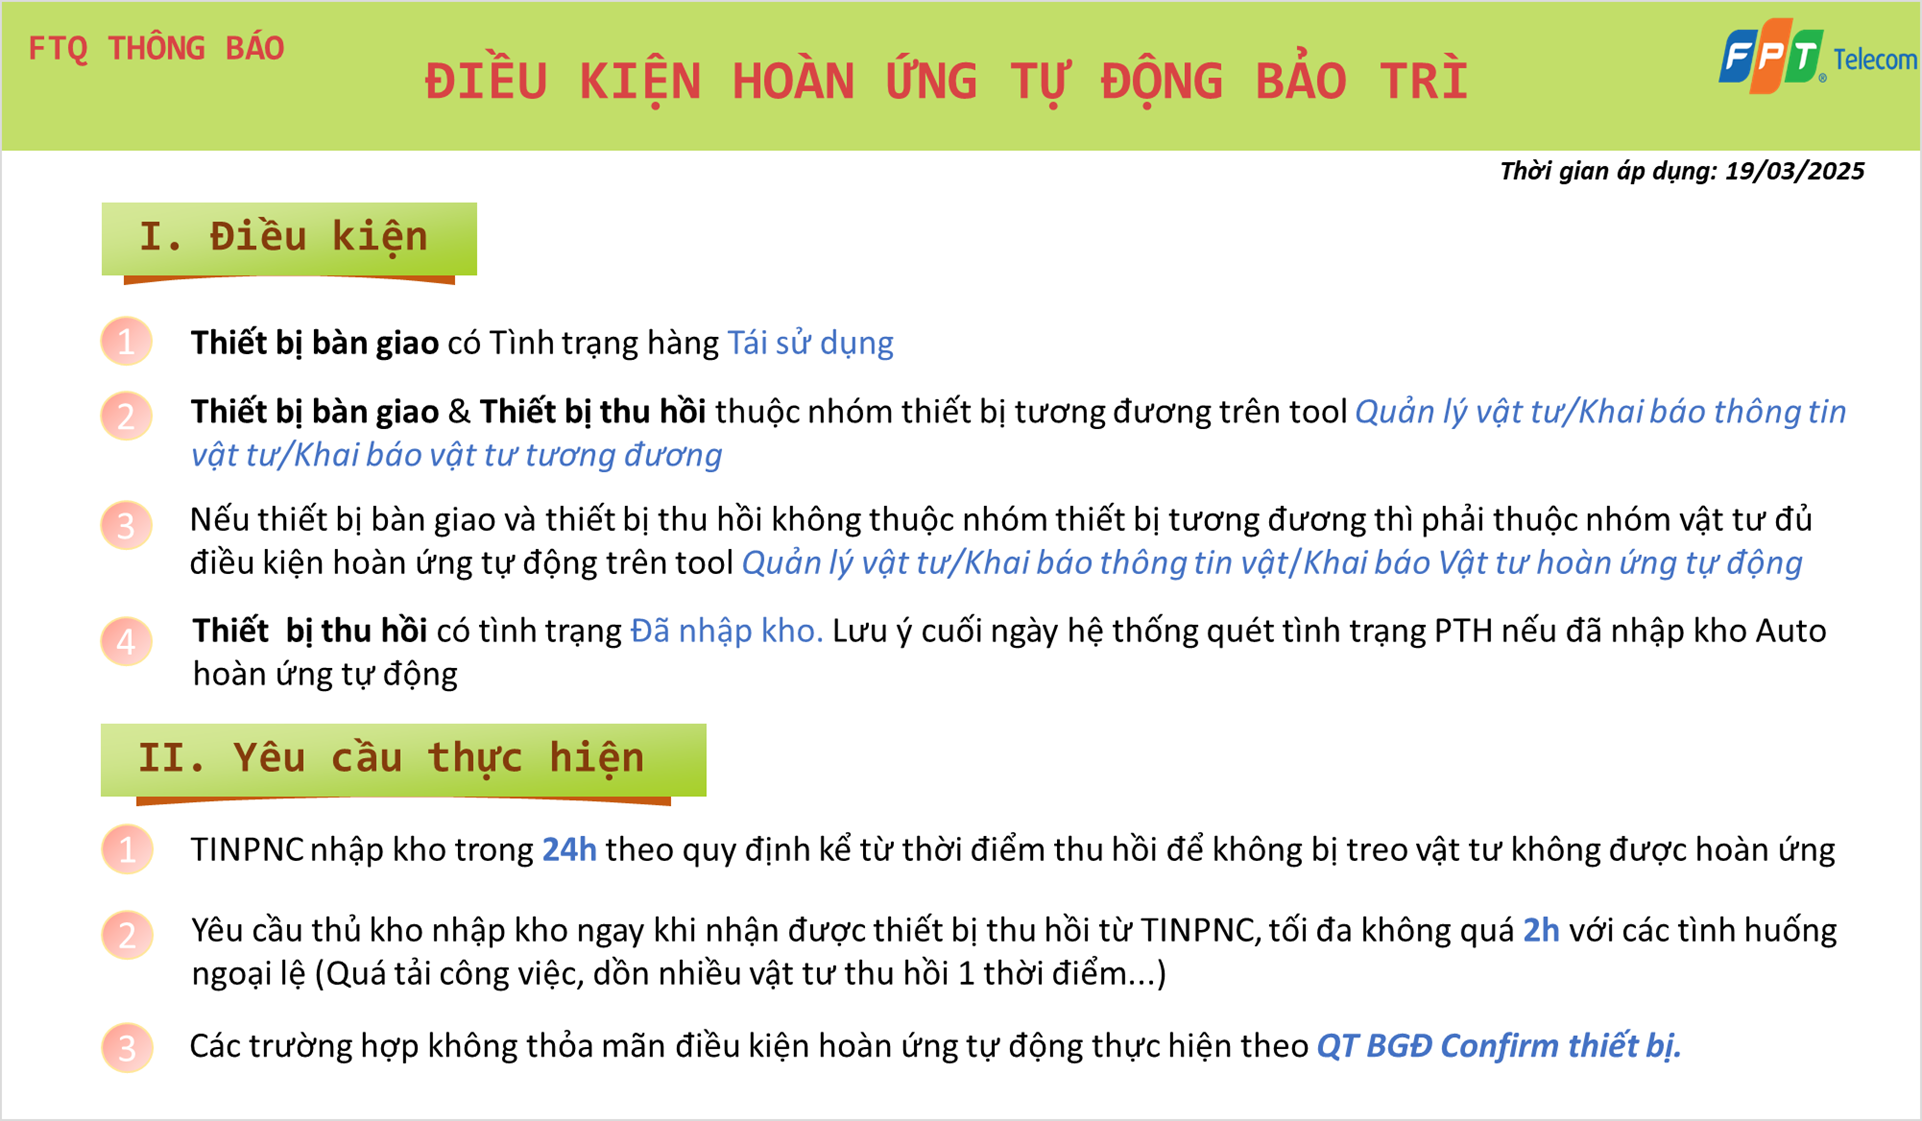 FTQ THÔNG BÁO
ĐIỀU KIỆN HOÀN ỨNG TỰ ĐỘNG BẢO TRÌ
FPT Telecom
Thời gian áp dụng: 19/03/2025
I. Điều kiện
1 Thiết bị bàn giao có Tình trạng hàng Tái sử dụng
2 Thiết bị bàn giao & Thiết bị thu hồi thuộc nhóm thiết bị tương đương trên tool Quản lý vật tư/Khai báo thông tin
vật tư/Khai báo vật tư tương đương
3 Nếu thiết bị bàn giao và thiết bị thu hồi không thuộc nhóm thiết bị tương đương thì phải thuộc nhóm vật tư đủ
điều kiện hoàn ứng tự động trên tool Quản lý vật tư/Khai báo thông tin vật/Khai báo Vật tư hoàn ứng tự động
4 Thiết bị thu hồi có tình trạng Đã nhập kho. Lưu ý cuối ngày hệ thống quét tình trạng PTH nếu đã nhập kho Auto
hoàn ứng tự động
II. Yêu cầu thực hiện
1 TINPNC nhập kho trong 24h theo quy định kể từ thời điểm thu hồi để không bị treo vật tư không được hoàn ứng
2 Yêu cầu thủ kho nhập kho ngay khi nhận được thiết bị thu hồi từ TINPNC, tối đa không quá 2h với các tình huống
ngoại lệ (Quá tải công việc, dồn nhiều vật tư thu hồi 1 thời điểm...)
3 Các trường hợp không thỏa mãn điều kiện hoàn ứng tự động thực hiện theo QT BGĐ Confirm thiết bị.